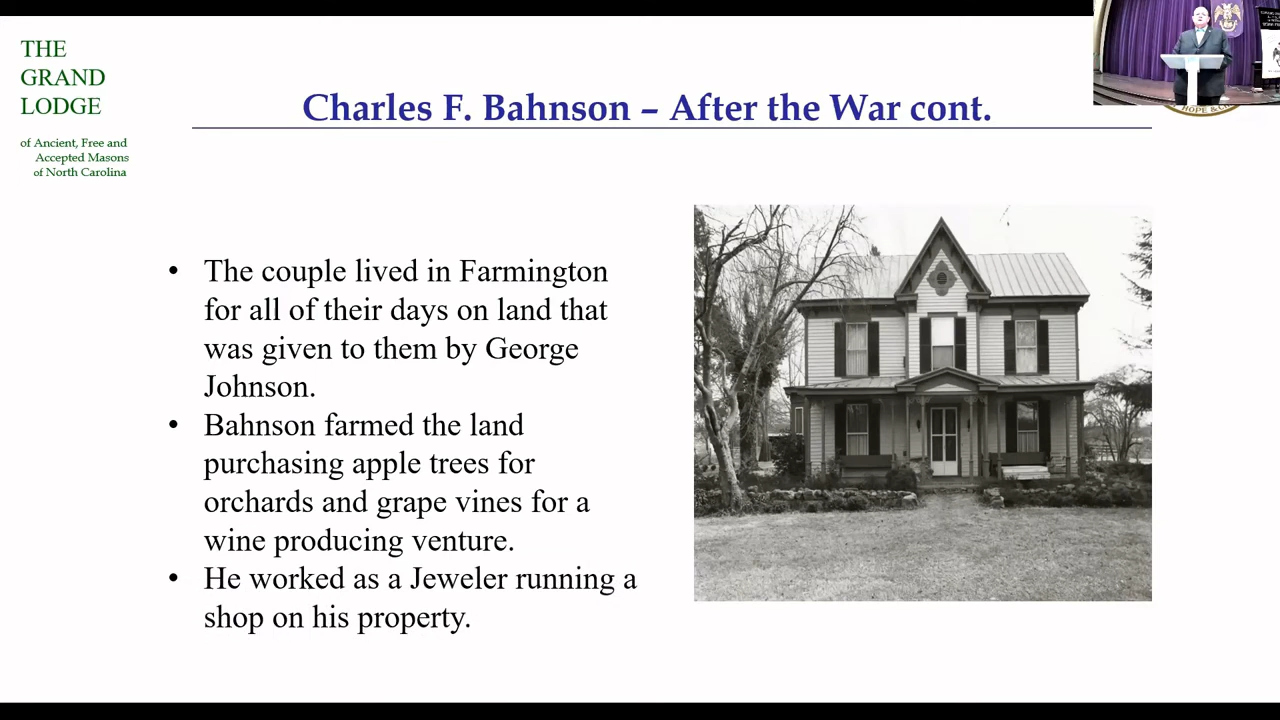 THE
GRAND
LODGE
of Ancient, Free and
Accepted Masons
of North Carolina
Charles F. Bahnson – After the War cont.
HOPE &
• The couple lived in Farmington
for all of their days on land that
was given to them by George
Johnson.
• Bahnson farmed the land
purchasing apple trees for
orchards and grape vines for a
wine producing venture.
• He worked as a Jeweler running a
shop on his property.